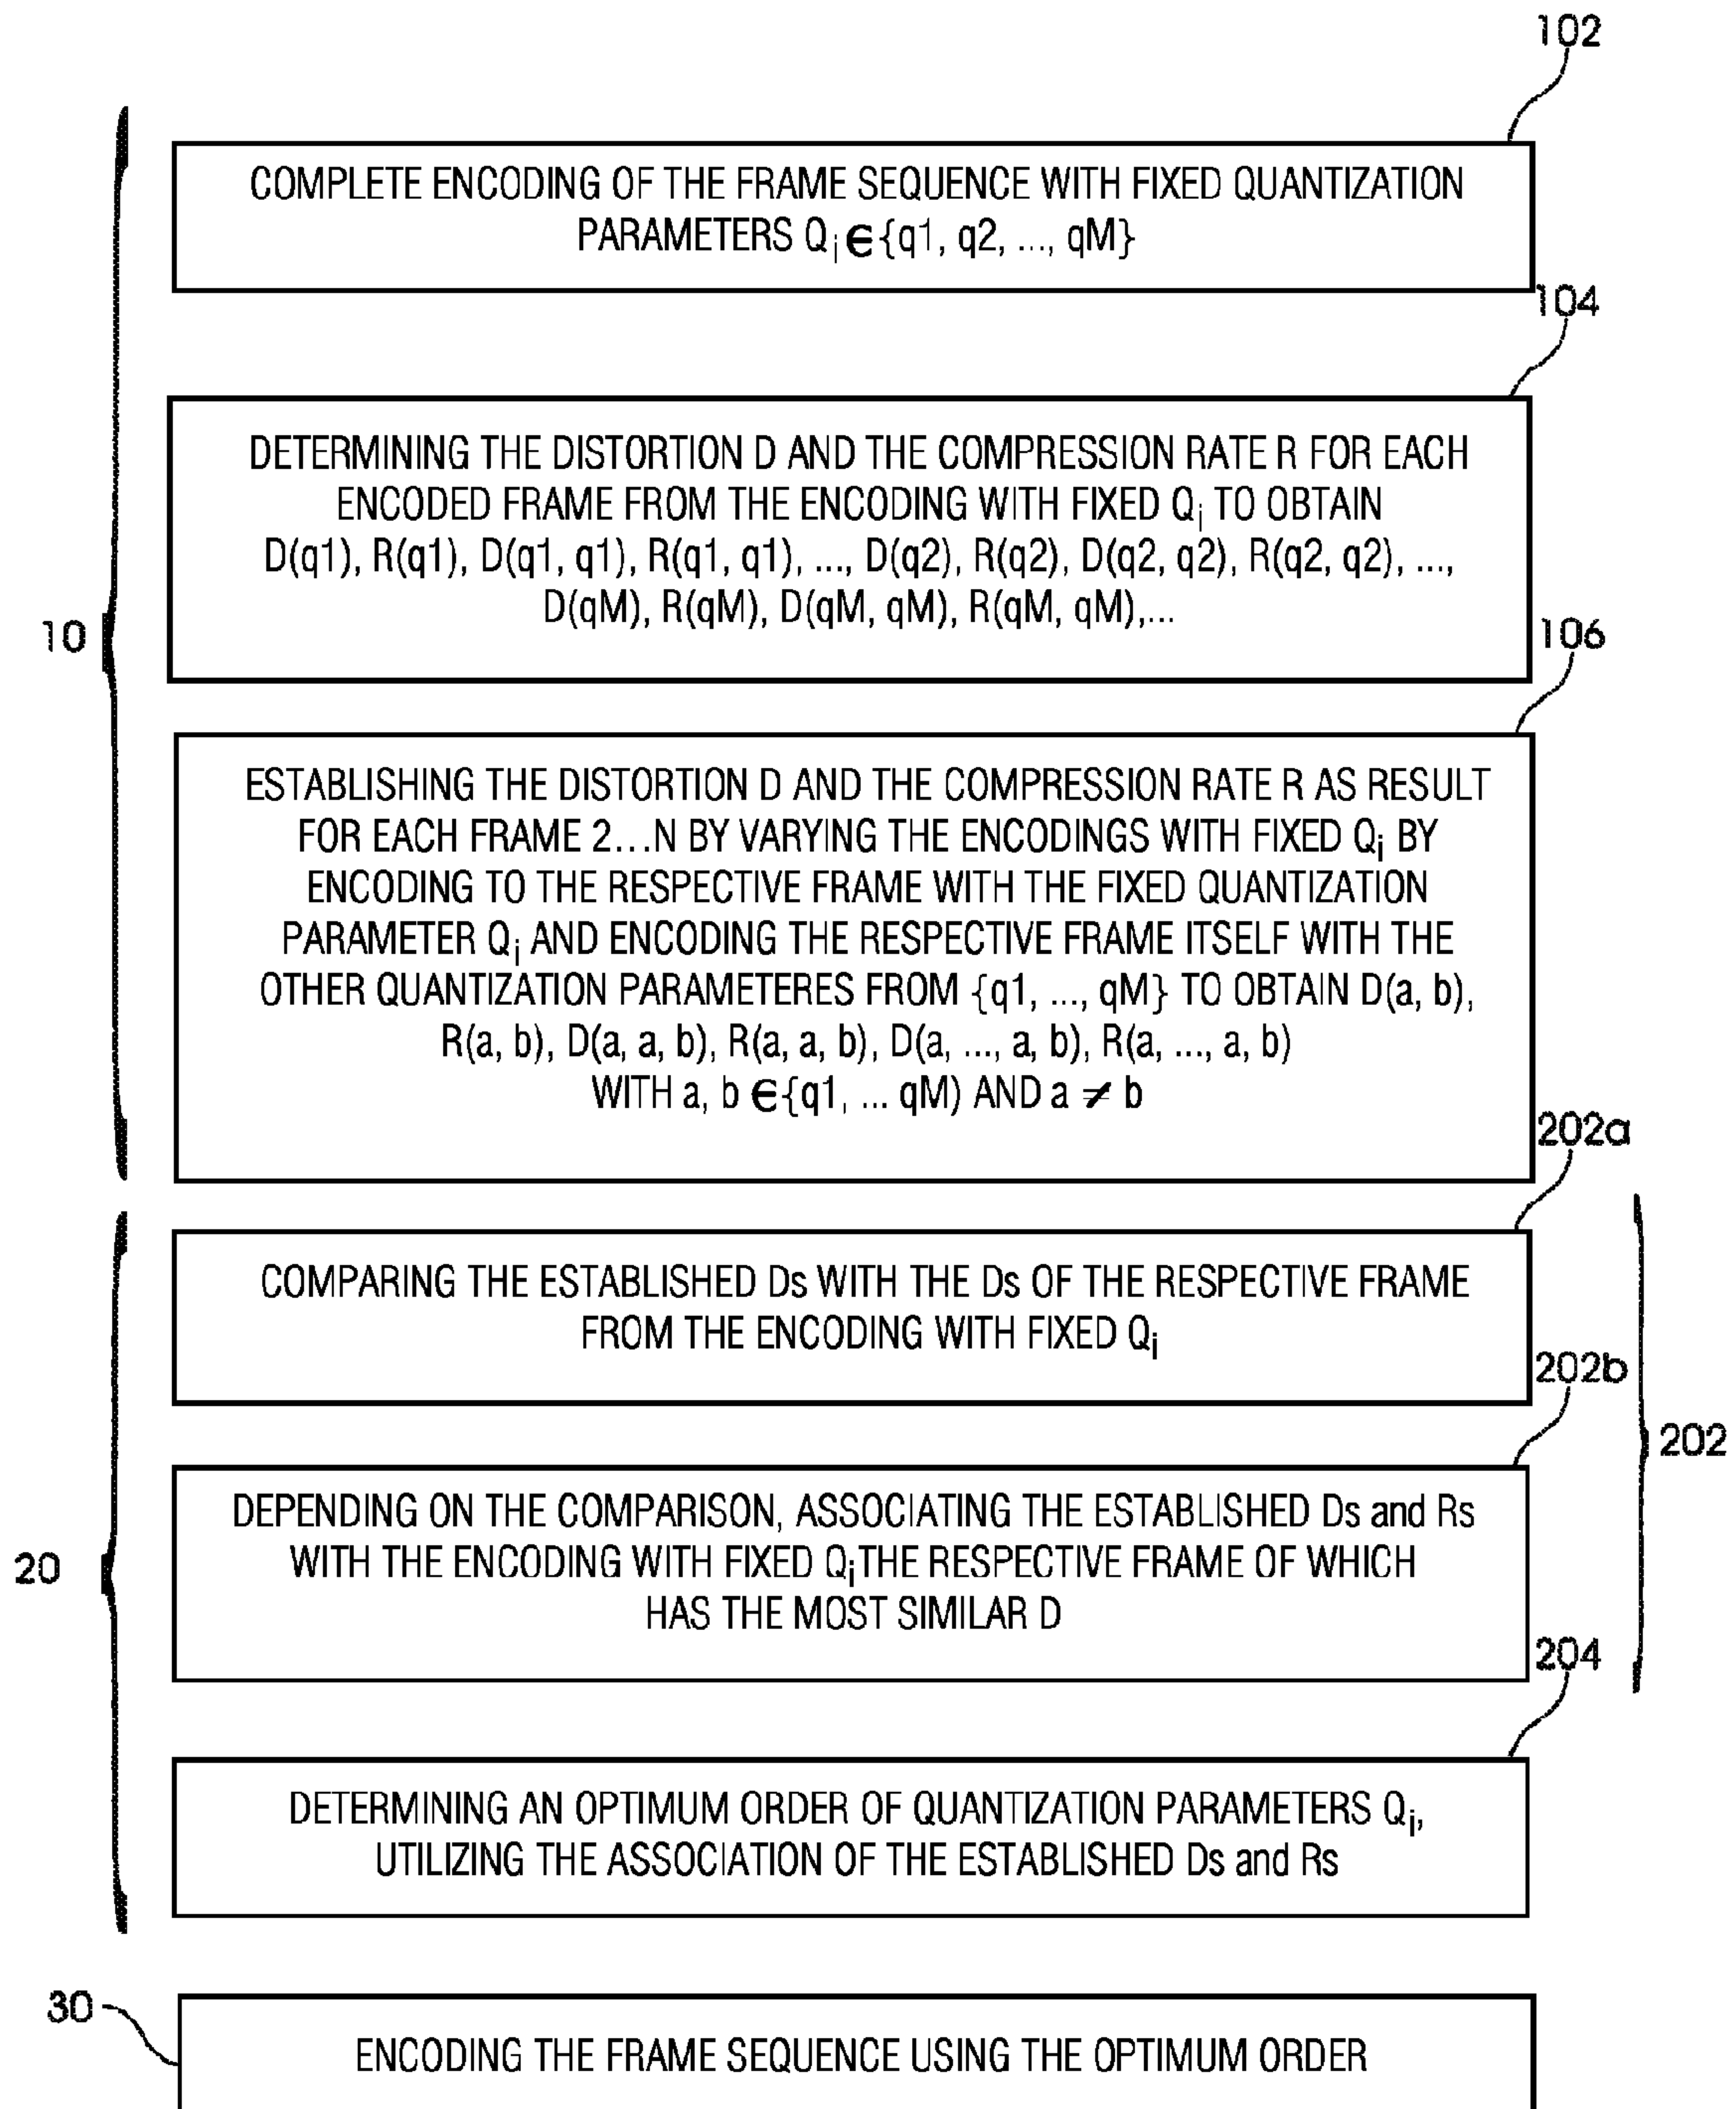 102
COMPLETE ENCODING OF THE FRAME SEQUENCE WITH FIXED QUANTIZATION
PARAMETERS Qi ∈ {q1, q2, ..., qM}
104
DETERMINING THE DISTORTION D AND THE COMPRESSION RATE R FOR EACH
ENCODED FRAME FROM THE ENCODING WITH FIXED Qi TO OBTAIN
D(q1), R(q1), D(q1, q1), R(q1, q1), ..., D(q2), R(q2), D(q2, q2), R(q2, q2), ...,
D(qM), R(qM), D(qM, qM), R(qM, qM),...
10
106
ESTABLISHING THE DISTORTION D AND THE COMPRESSION RATE R AS RESULT
FOR EACH FRAME 2...N BY VARYING THE ENCODINGS WITH FIXED Qi BY
ENCODING TO THE RESPECTIVE FRAME WITH THE FIXED QUANTIZATION
PARAMETER Qi AND ENCODING THE RESPECTIVE FRAME ITSELF WITH THE
OTHER QUANTIZATION PARAMETERES FROM {q1, ..., qM} TO OBTAIN D(a, b),
R(a, b), D(a, a, b), R(a, a, b), D(a, ..., a, b), R(a, ..., a, b)
WITH a, b ∈ {q1, ... qM) AND a ≠ b
202a
COMPARING THE ESTABLISHED Ds WITH THE Ds OF THE RESPECTIVE FRAME
FROM THE ENCODING WITH FIXED Qi
202b
202
DEPENDING ON THE COMPARISON, ASSOCIATING THE ESTABLISHED Ds and Rs
WITH THE ENCODING WITH FIXED Qi THE RESPECTIVE FRAME OF WHICH
HAS THE MOST SIMILAR D
20
204
DETERMINING AN OPTIMUM ORDER OF QUANTIZATION PARAMETERS Qi,
UTILIZING THE ASSOCIATION OF THE ESTABLISHED Ds and Rs
30
ENCODING THE FRAME SEQUENCE USING THE OPTIMUM ORDER